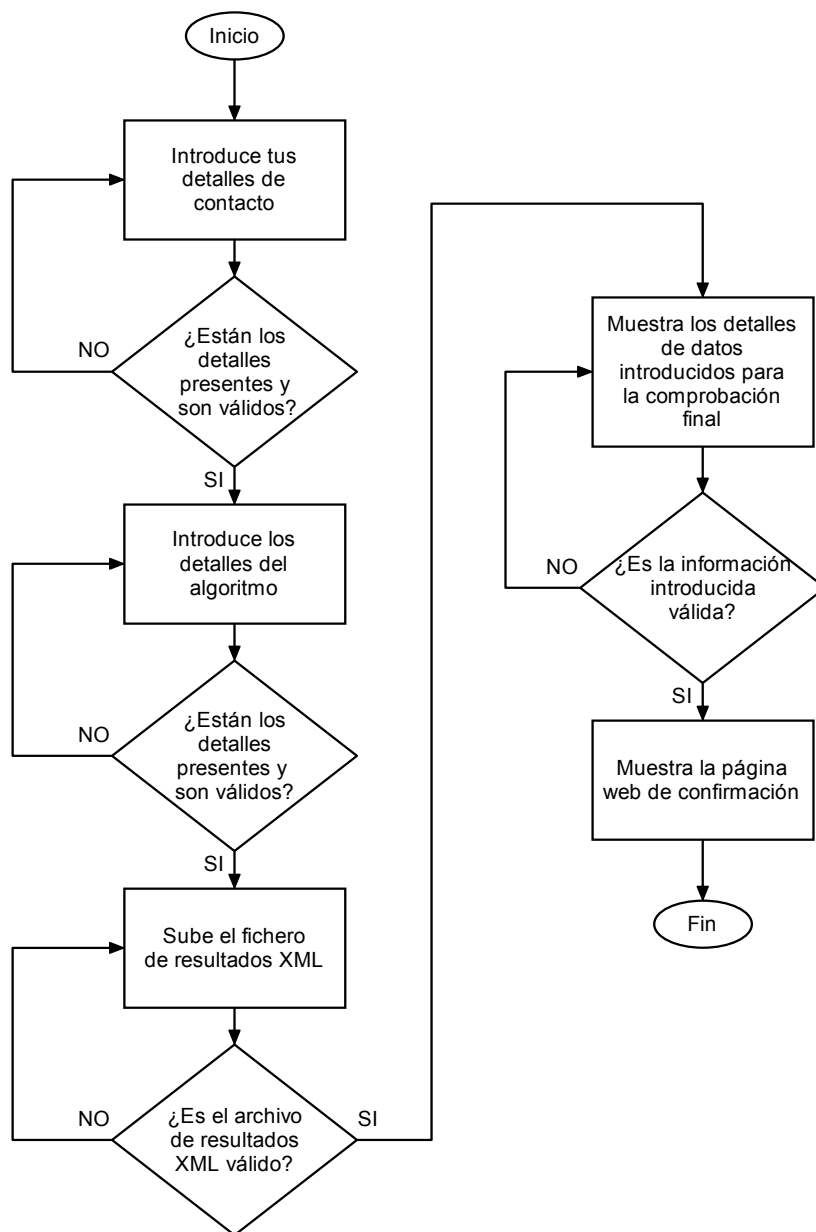 Inicio
Introduce tus
detalles de
contacto
¿Están los
detalles
presentes y
son válidos?
NO
SI
Introduce los
detalles del
algoritmo
¿Están los
detalles
presentes y
son válidos?
NO
SI
Sube el fichero
de resultados XML
¿Es el archivo
de resultados
XML válido?
NO
SI
Muestra los detalles
de datos
introducidos para
la comprobación
final
¿Es la información
introducida
válida?
NO
SI
Muestra la página
web de confirmación
Fin